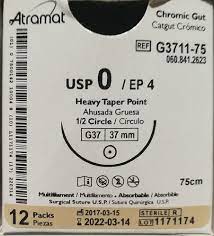 Atramat
Chromic Gut
Catgut Crómico
REF G3711-75
060.841.2623
USP 0 / EP 4
Heavy Taper Point
Ahusada Gruesa
1/2 Circle / Círculo
G37 37 mm
75cm
Multifilament / Multifilamento - Absorbable / Absorbible
Surgical Suture U.S.P. / Sutura Quirúrgica U.S.P.
12 Packs
Piezas
2017-03-15
2022-03-14
STERILE R
LOT 1171174